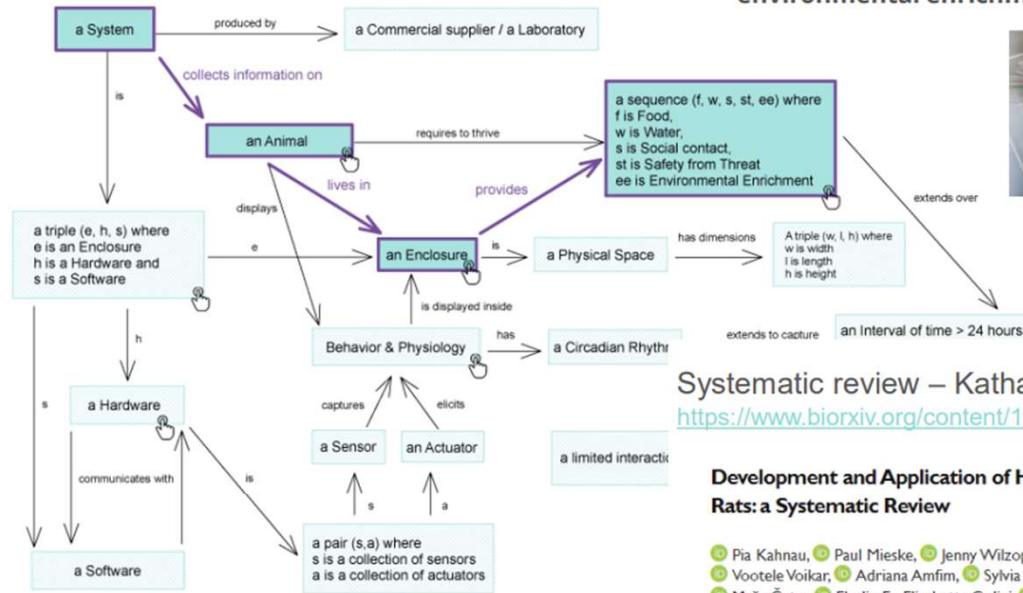 a System
produced by
a Commercial supplier / a Laboratory
collects information on
is
an Animal
requires to thrive
a sequence (f, w, s, st, ee) where
f is Food,
w is Water,
s is Social contact,
st is Safety from Threat
ee is Environmental Enrichment
lives in
provides
displays
extends over
a triple (e, h, s) where
e is an Enclosure
h is a Hardware and
s is a Software
e
an Enclosure
is
a Physical Space
has dimensions
A triple (w, l, h) where
w is width
l is length
h is height
is displayed inside
Behavior & Physiology
has
a Circadian
extends to capture
an Interval of time > 24 hours
h
s
a Hardware
captures
elicits
a Sensor
an Actuator
a limited
communicates with
is
s
a
a pair (s,a) where
s is a collection of sensors
a is a collection of actuators
a Software
Systematic review –
https://www.biorxiv.org/content/1
Development and Application of
Rats: a Systematic Review
Pia Kahnau, Paul Mieske, Jenny
Vootele Voikar, Adriana Amfim, Sylvia